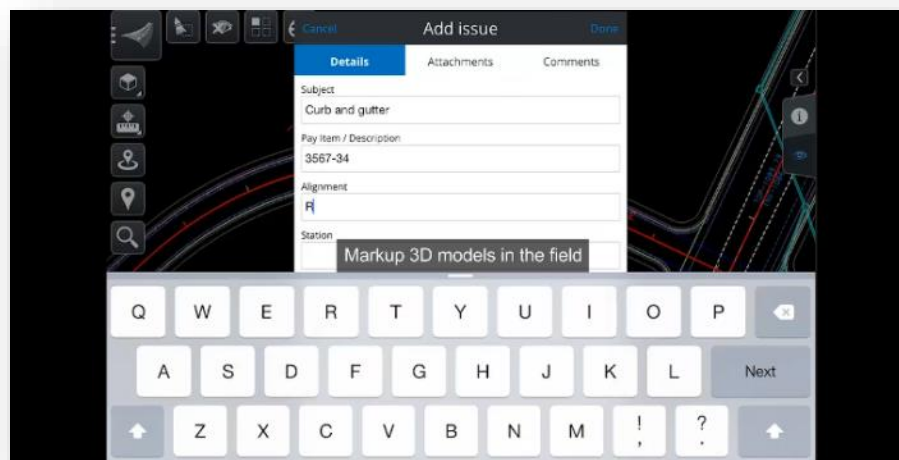 Cancel Add issue Done
Details Attachments Comments
Subject
Curb and gutter
Pay Item / Description
3567-34
Alignment
R
Station
Markup 3D models in the field
Q W E R T Y U I O P
A S D F G H J K L Next
Z X C V B N M ! , ? .